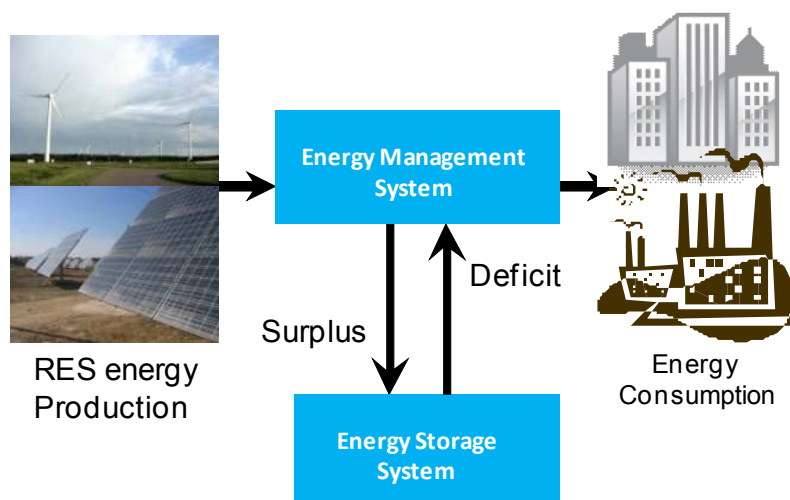 Energy Management
System
Deficit
Surplus
RES energy
Production
Energy
Consumption
Energy Storage
System